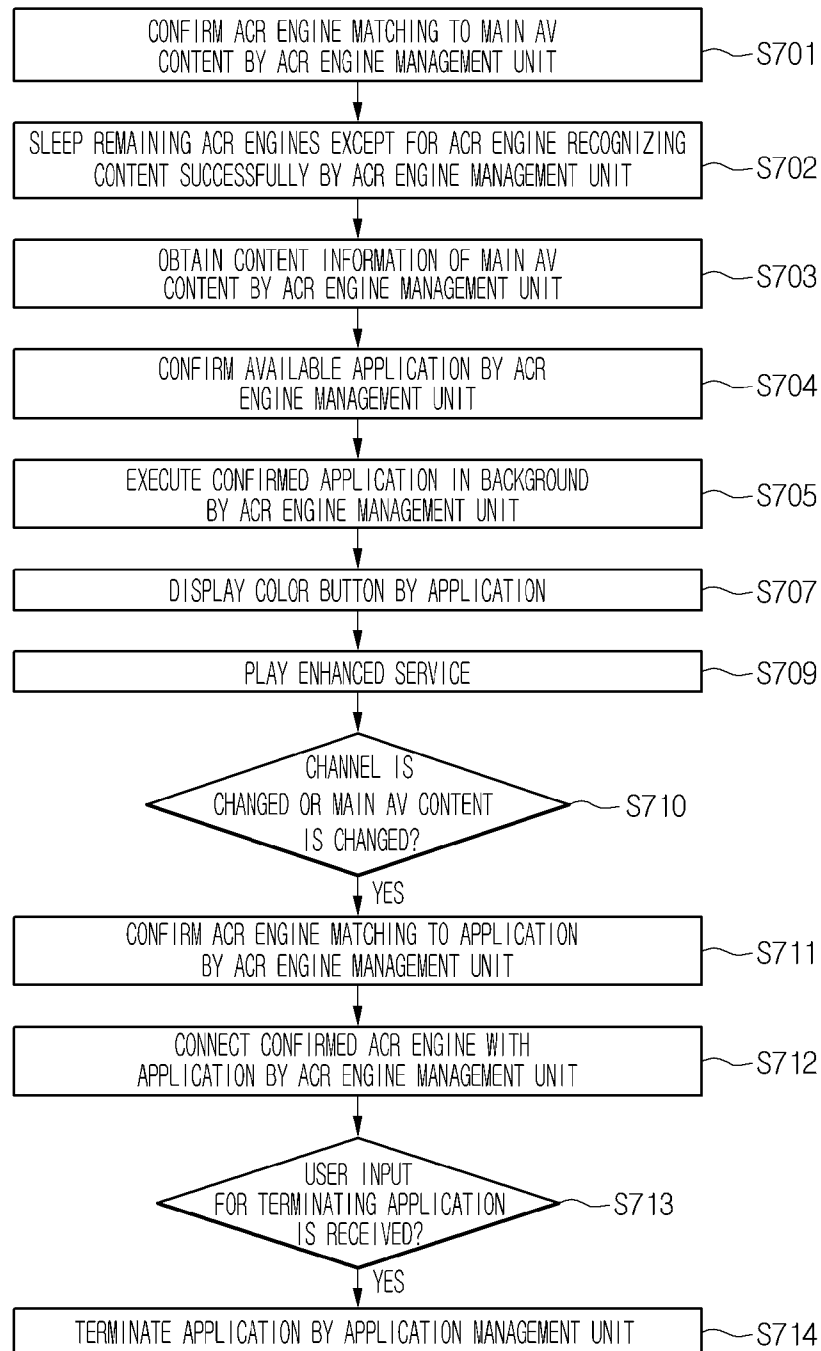 CONFIRM ACR ENGINE MATCHING TO MAIN AV
CONTENT BY ACR ENGINE MANAGEMENT UNIT
S701
SLEEP REMAINING ACR ENGINES EXCEPT FOR ACR ENGINE RECOGNIZING
CONTENT SUCCESSFULLY BY ACR ENGINE MANAGEMENT UNIT
S702
OBTAIN CONTENT INFORMATION OF MAIN AV
CONTENT BY ACR ENGINE MANAGEMENT UNIT
S703
CONFIRM AVAILABLE APPLICATION BY ACR
ENGINE MANAGEMENT UNIT
S704
EXECUTE CONFIRMED APPLICATION IN BACKGROUND
BY ACR ENGINE MANAGEMENT UNIT
S705
DISPLAY COLOR BUTTON BY APPLICATION
S707
PLAY ENHANCED SERVICE
S709
CHANNEL IS
CHANGED OR MAIN AV CONTENT
IS CHANGED?
S710
YES
CONFIRM ACR ENGINE MATCHING TO APPLICATION
BY ACR ENGINE MANAGEMENT UNIT
S711
CONNECT CONFIRMED ACR ENGINE WITH
APPLICATION BY ACR ENGINE MANAGEMENT UNIT
S712
USER INPUT
FOR TERMINATING APPLICATION
IS RECEIVED?
S713
YES
TERMINATE APPLICATION BY APPLICATION MANAGEMENT UNIT
S714